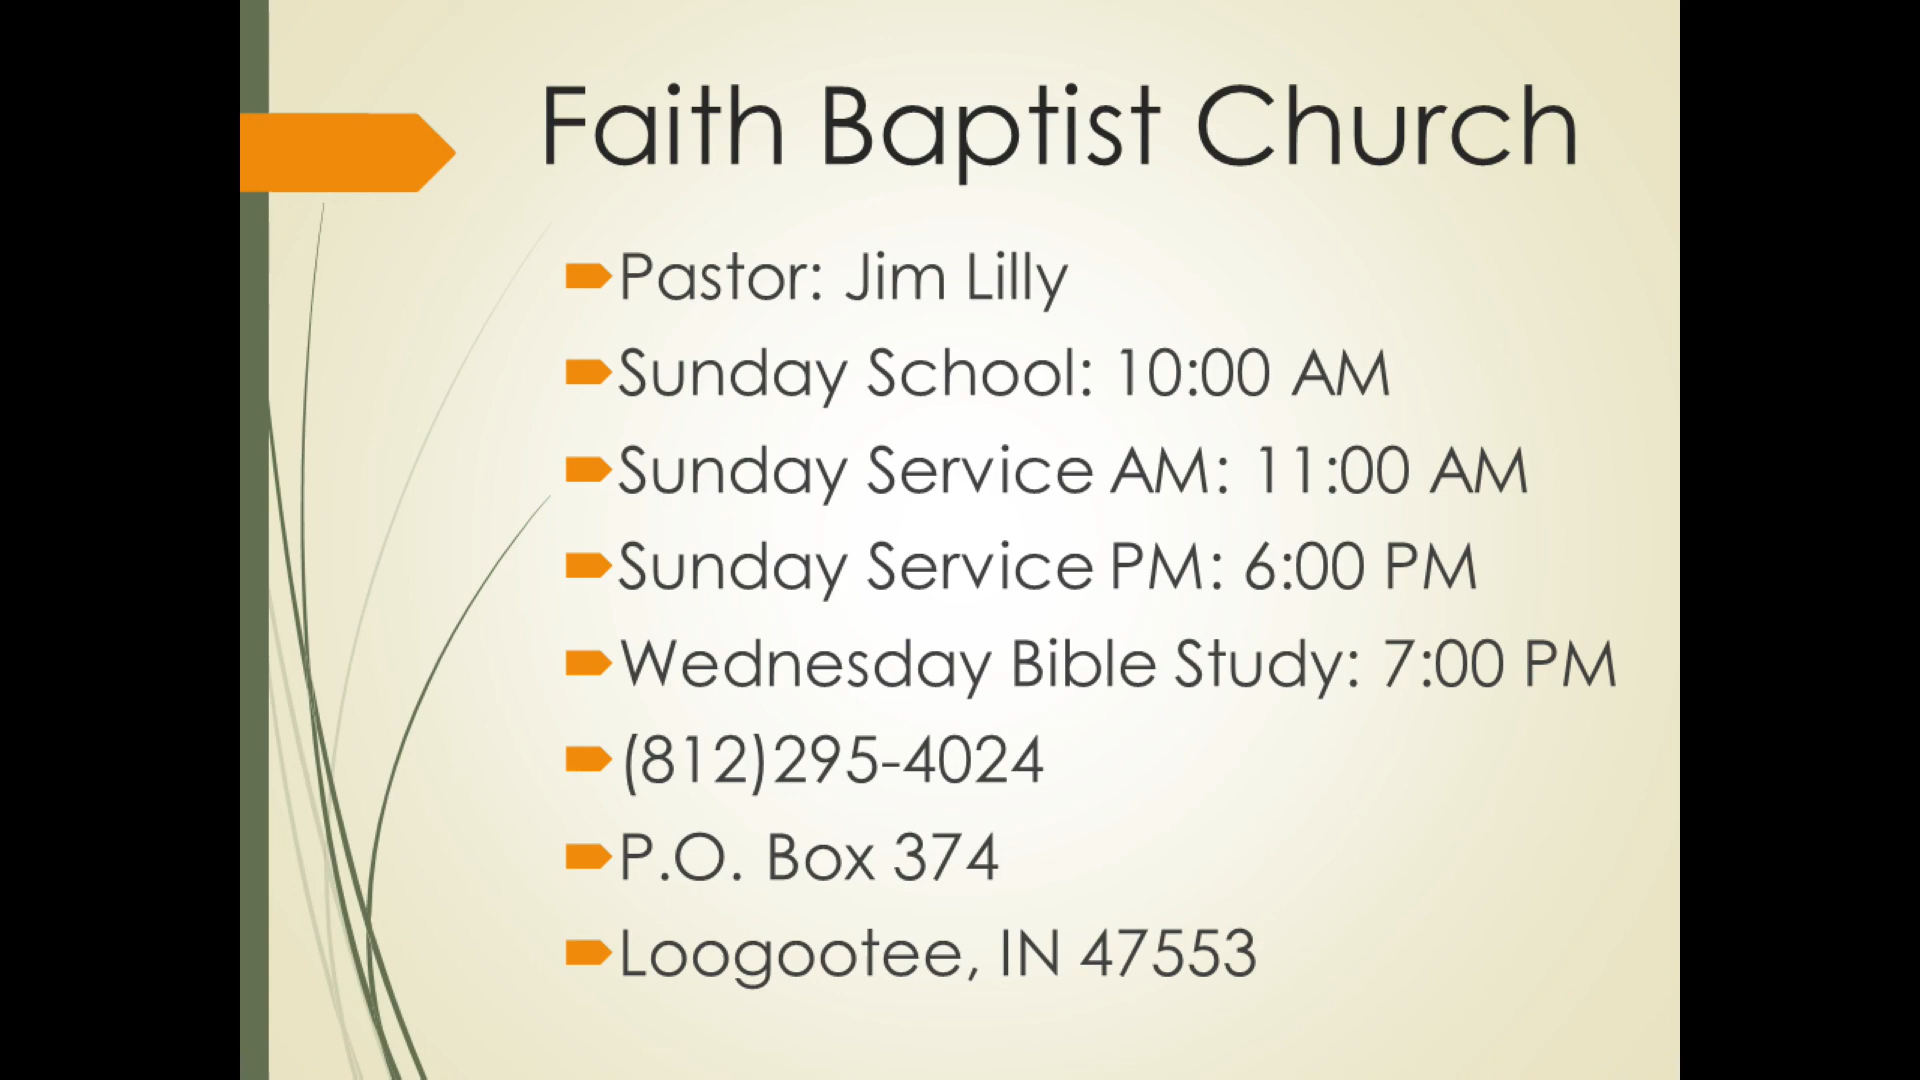 Faith Baptist Church
Pastor: Jim Lilly
Sunday School: 10:00 AM
Sunday Service AM: 11:00 AM
Sunday Service PM: 6:00 PM
Wednesday Bible Study: 7:00 PM
(812)295-4024
P.O. Box 374
Loogootee, IN 47553